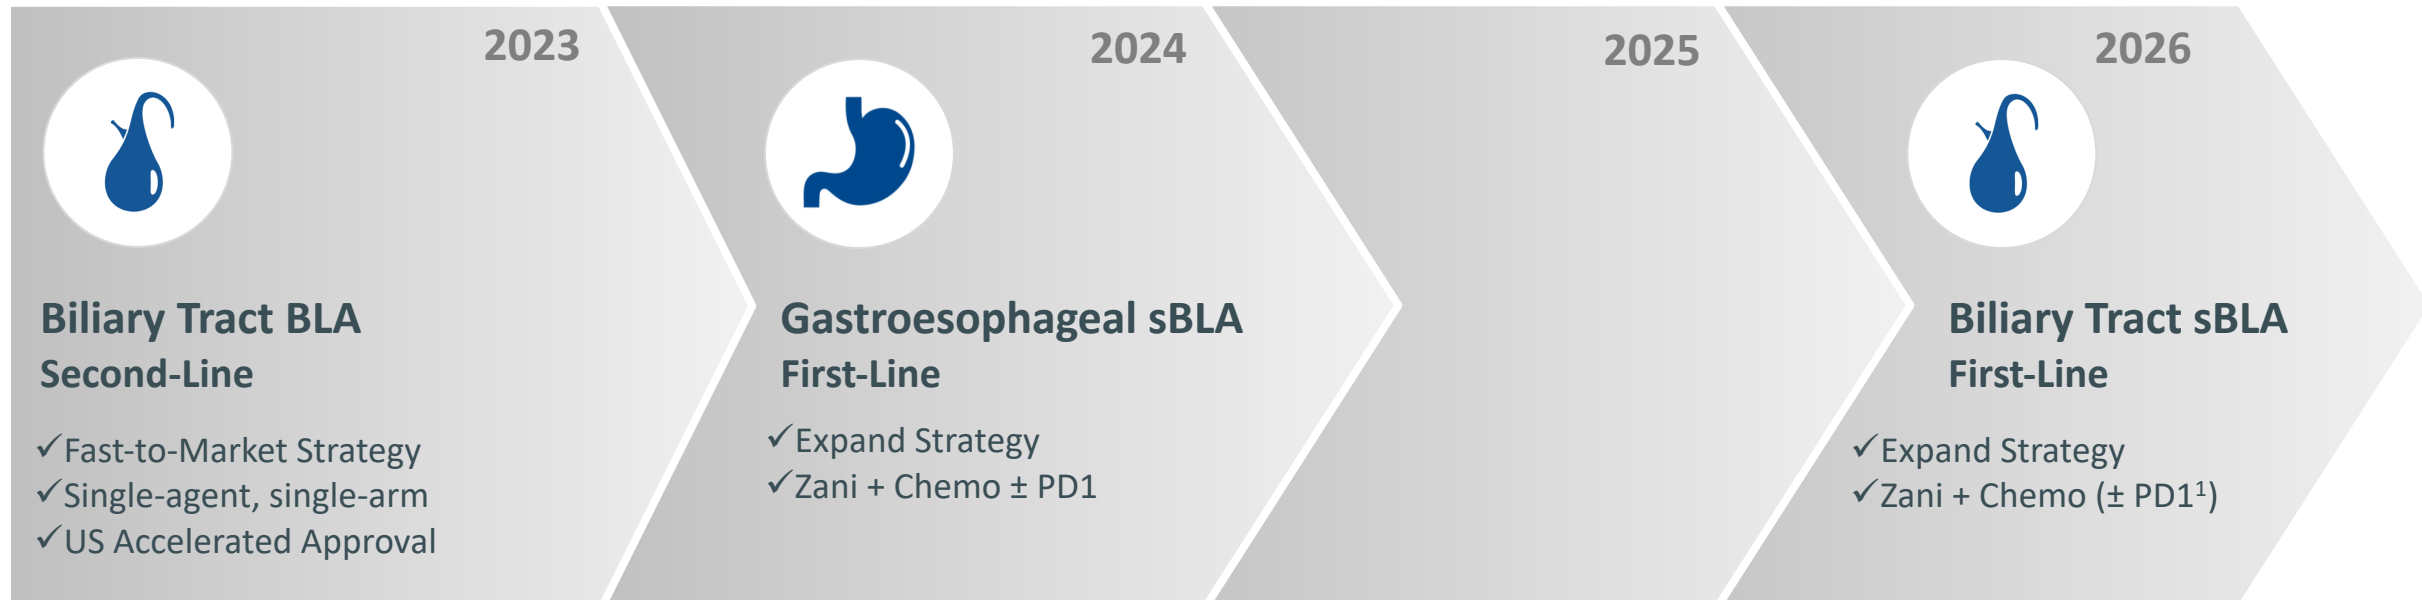 2023
Biliary Tract BLA
Second-Line
✓Fast-to-Market Strategy
✓Single-agent, single-arm
✓US Accelerated Approval
2024
Gastroesophageal sBLA
First-Line
✓Expand Strategy
✓Zani + Chemo ± PD1
2025
2026
Biliary Tract sBLA
First-Line
✓Expand Strategy
✓Zani + Chemo (± PD1¹)